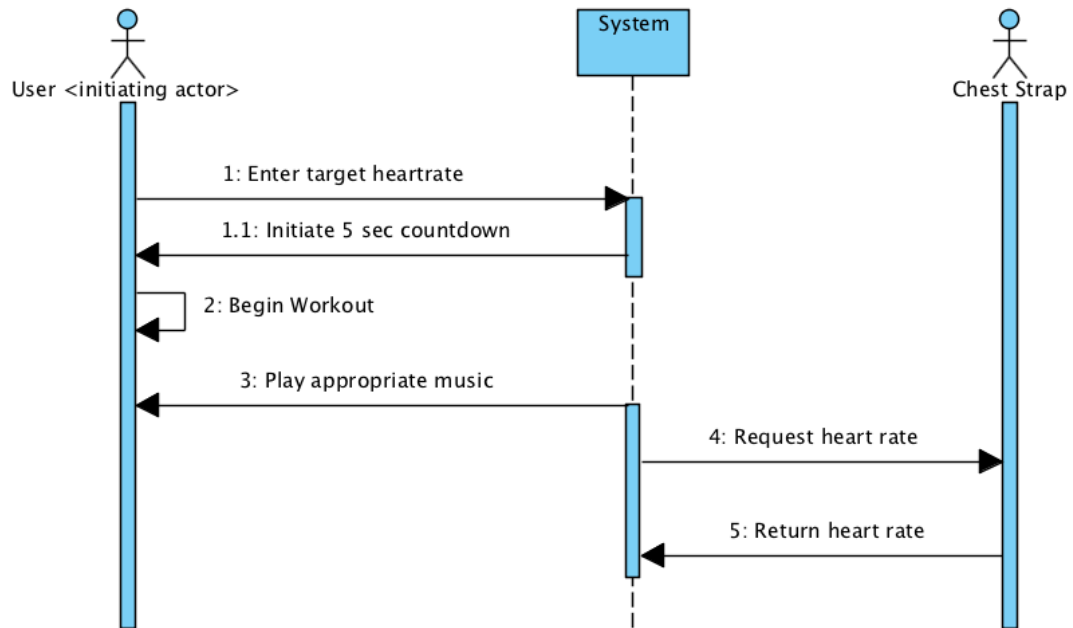 System
User <initiating actor>
Chest Strap
1: Enter target heartrate
1.1: Initiate 5 sec countdown
2: Begin Workout
3: Play appropriate music
4: Request heart rate
5: Return heart rate